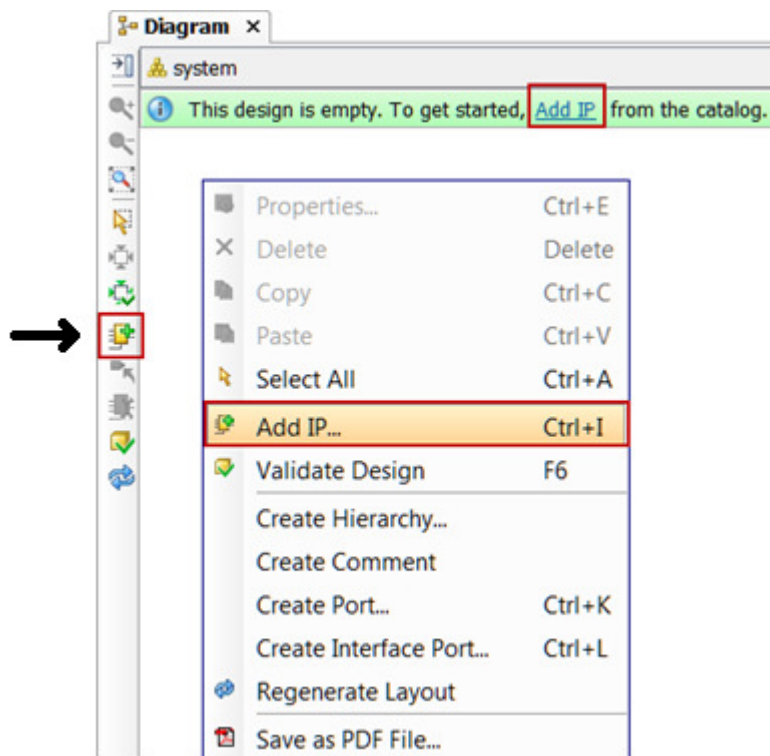 Diagram ×
system
This design is empty. To get started, Add IP from the catalog.
Properties... Ctrl+E
Delete Delete
Copy Ctrl+C
Paste Ctrl+V
Select All Ctrl+A
Add IP... Ctrl+I
Validate Design F6
Create Hierarchy...
Create Comment
Create Port... Ctrl+K
Create Interface Port... Ctrl+L
Regenerate Layout
Save as PDF File...